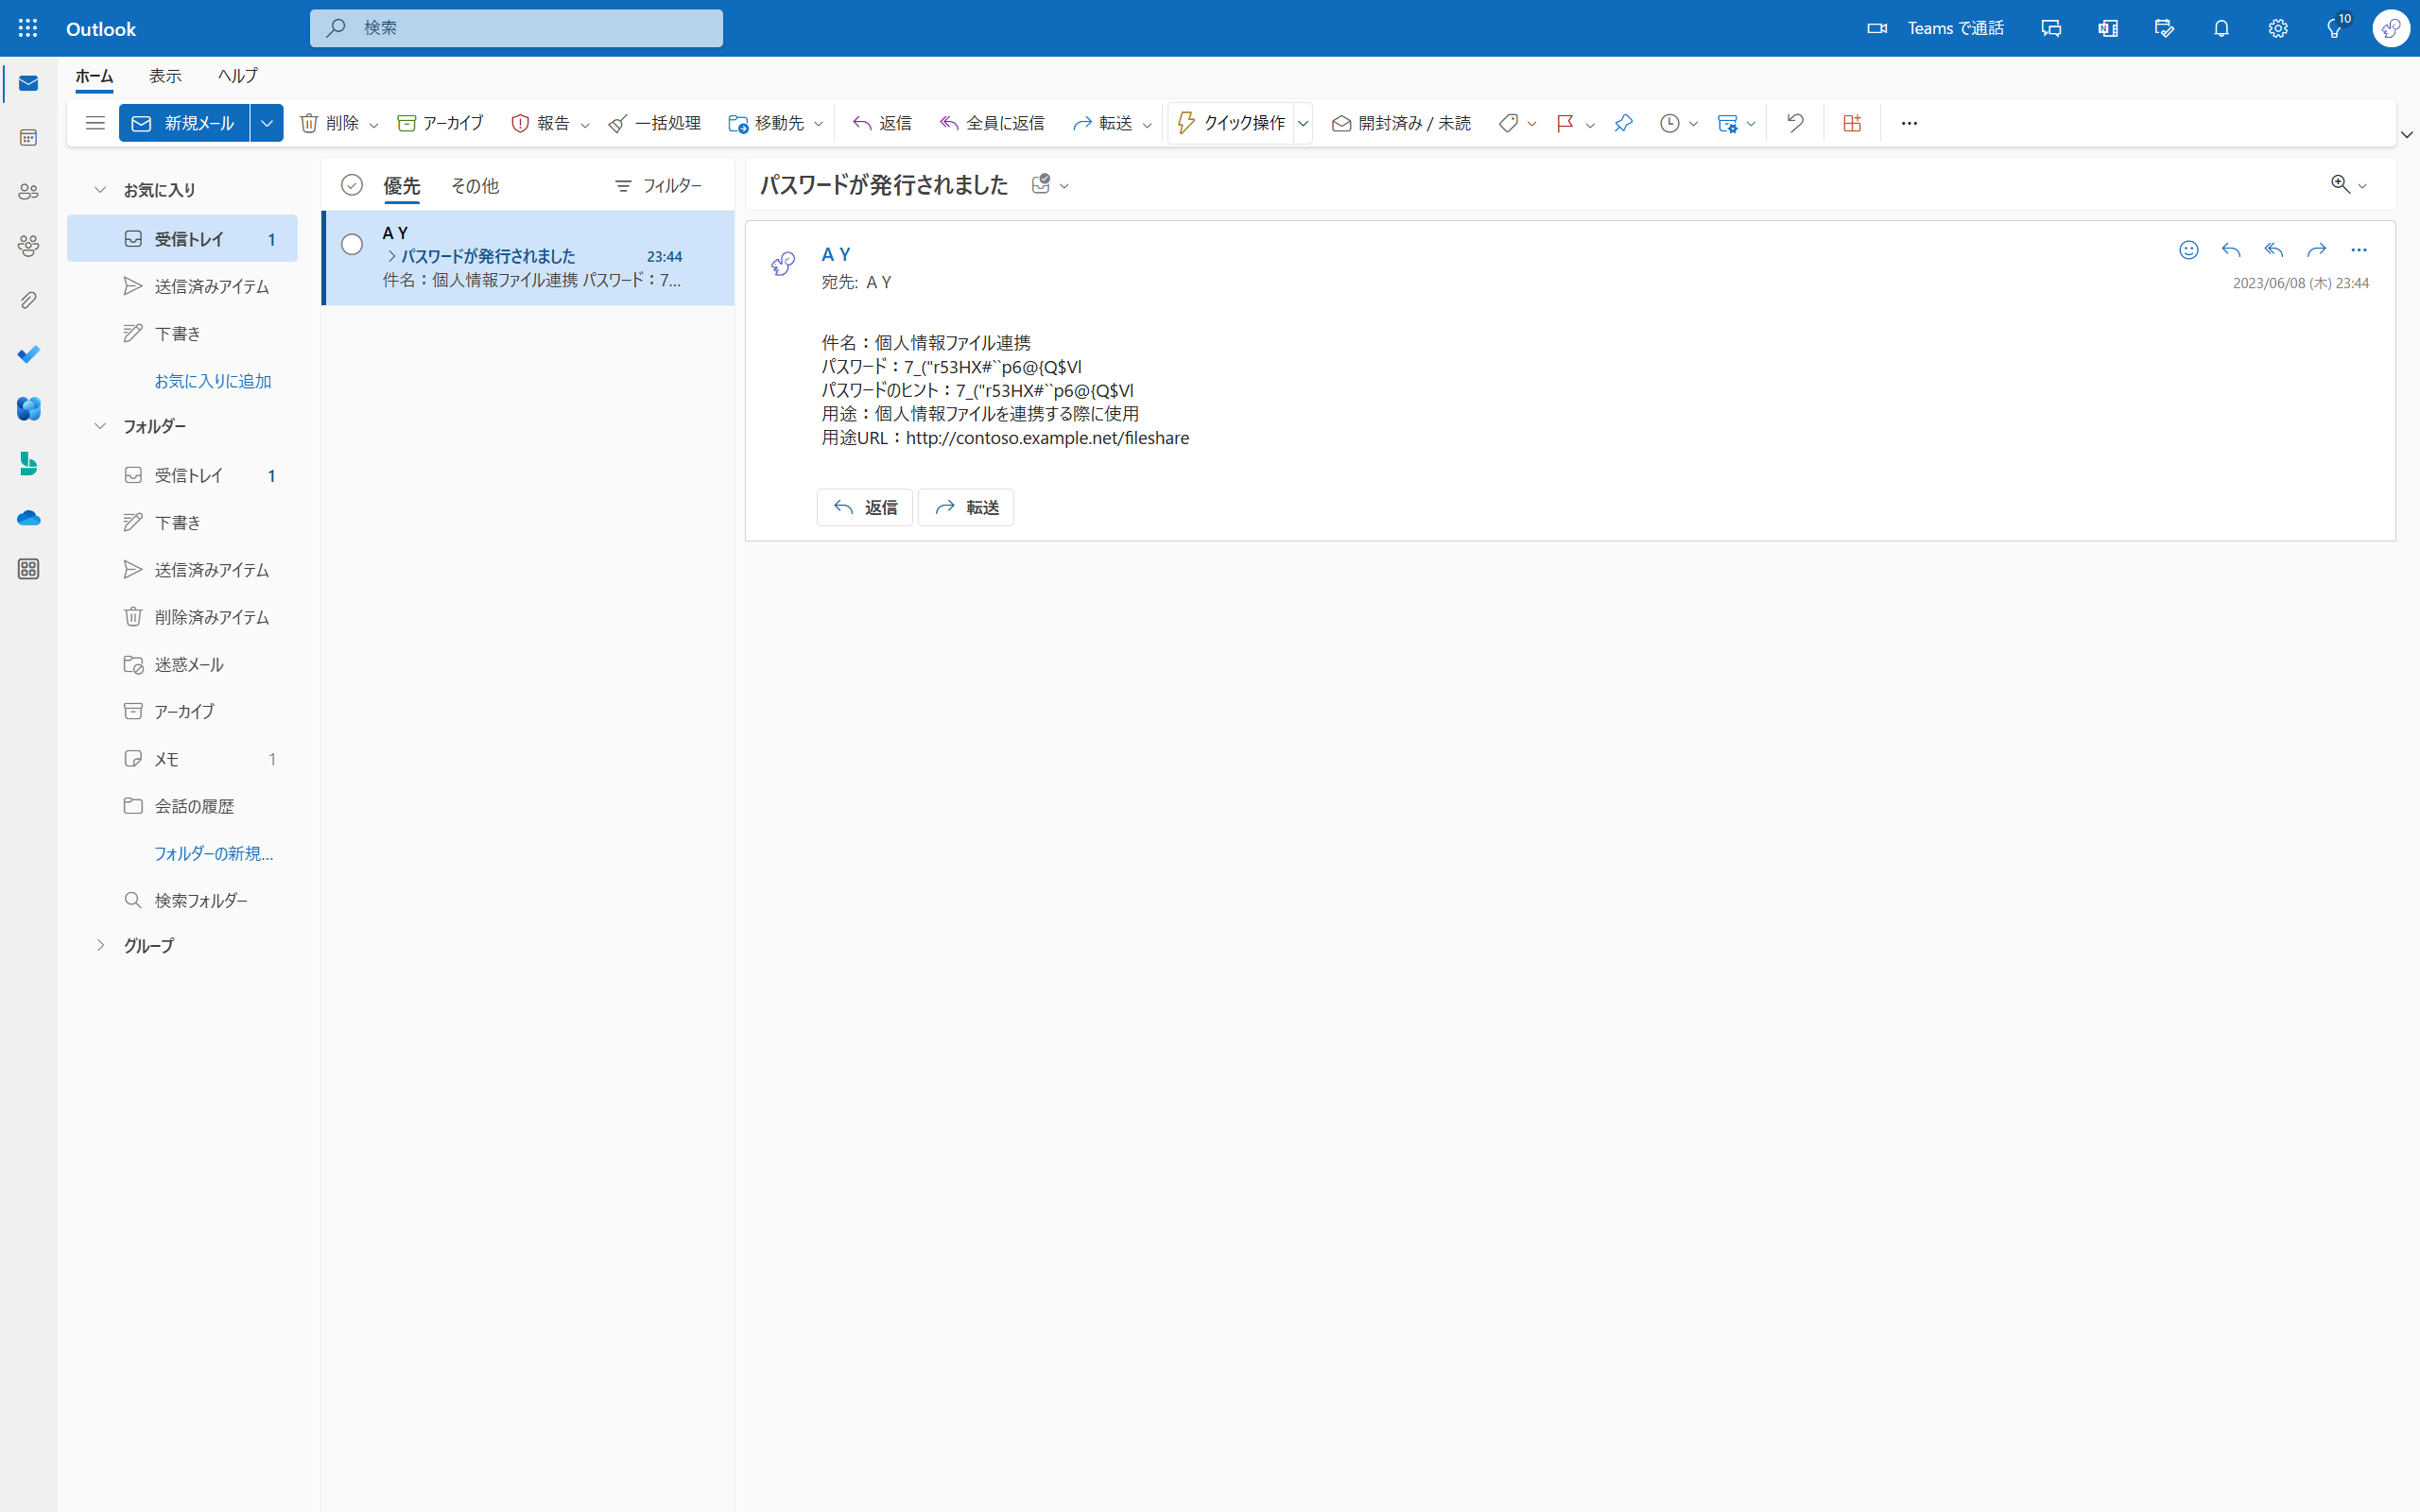 Outlook
検索
Teams で通話
10
ホーム 表示 ヘルプ
新規メール 削除 アーカイブ 報告 一括処理 移動先 返信 全員に返信 転送 クイック操作 開封済み / 未読
お気に入り
受信トレイ 1
送信済みアイテム
下書き
お気に入りに追加
フォルダー
受信トレイ 1
下書き
送信済みアイテム
削除済みアイテム
迷惑メール
アーカイブ
メモ 1
会話の履歴
フォルダーの新規...
検索フォルダー
グループ
優先 その他 フィルター
A Y
パスワードが発行されました 23:44
件名：個人情報ファイル連携 パスワード：7...
パスワードが発行されました
A Y
宛先: A Y
2023/06/08 (木) 23:44
件名：個人情報ファイル連携
パスワード：7_("r53HX#``p6@{Q$Vl
パスワードのヒント：7_("r53HX#``p6@{Q$Vl
用途：個人情報ファイルを連携する際に使用
用途URL：http://contoso.example.net/fileshare
返信 転送